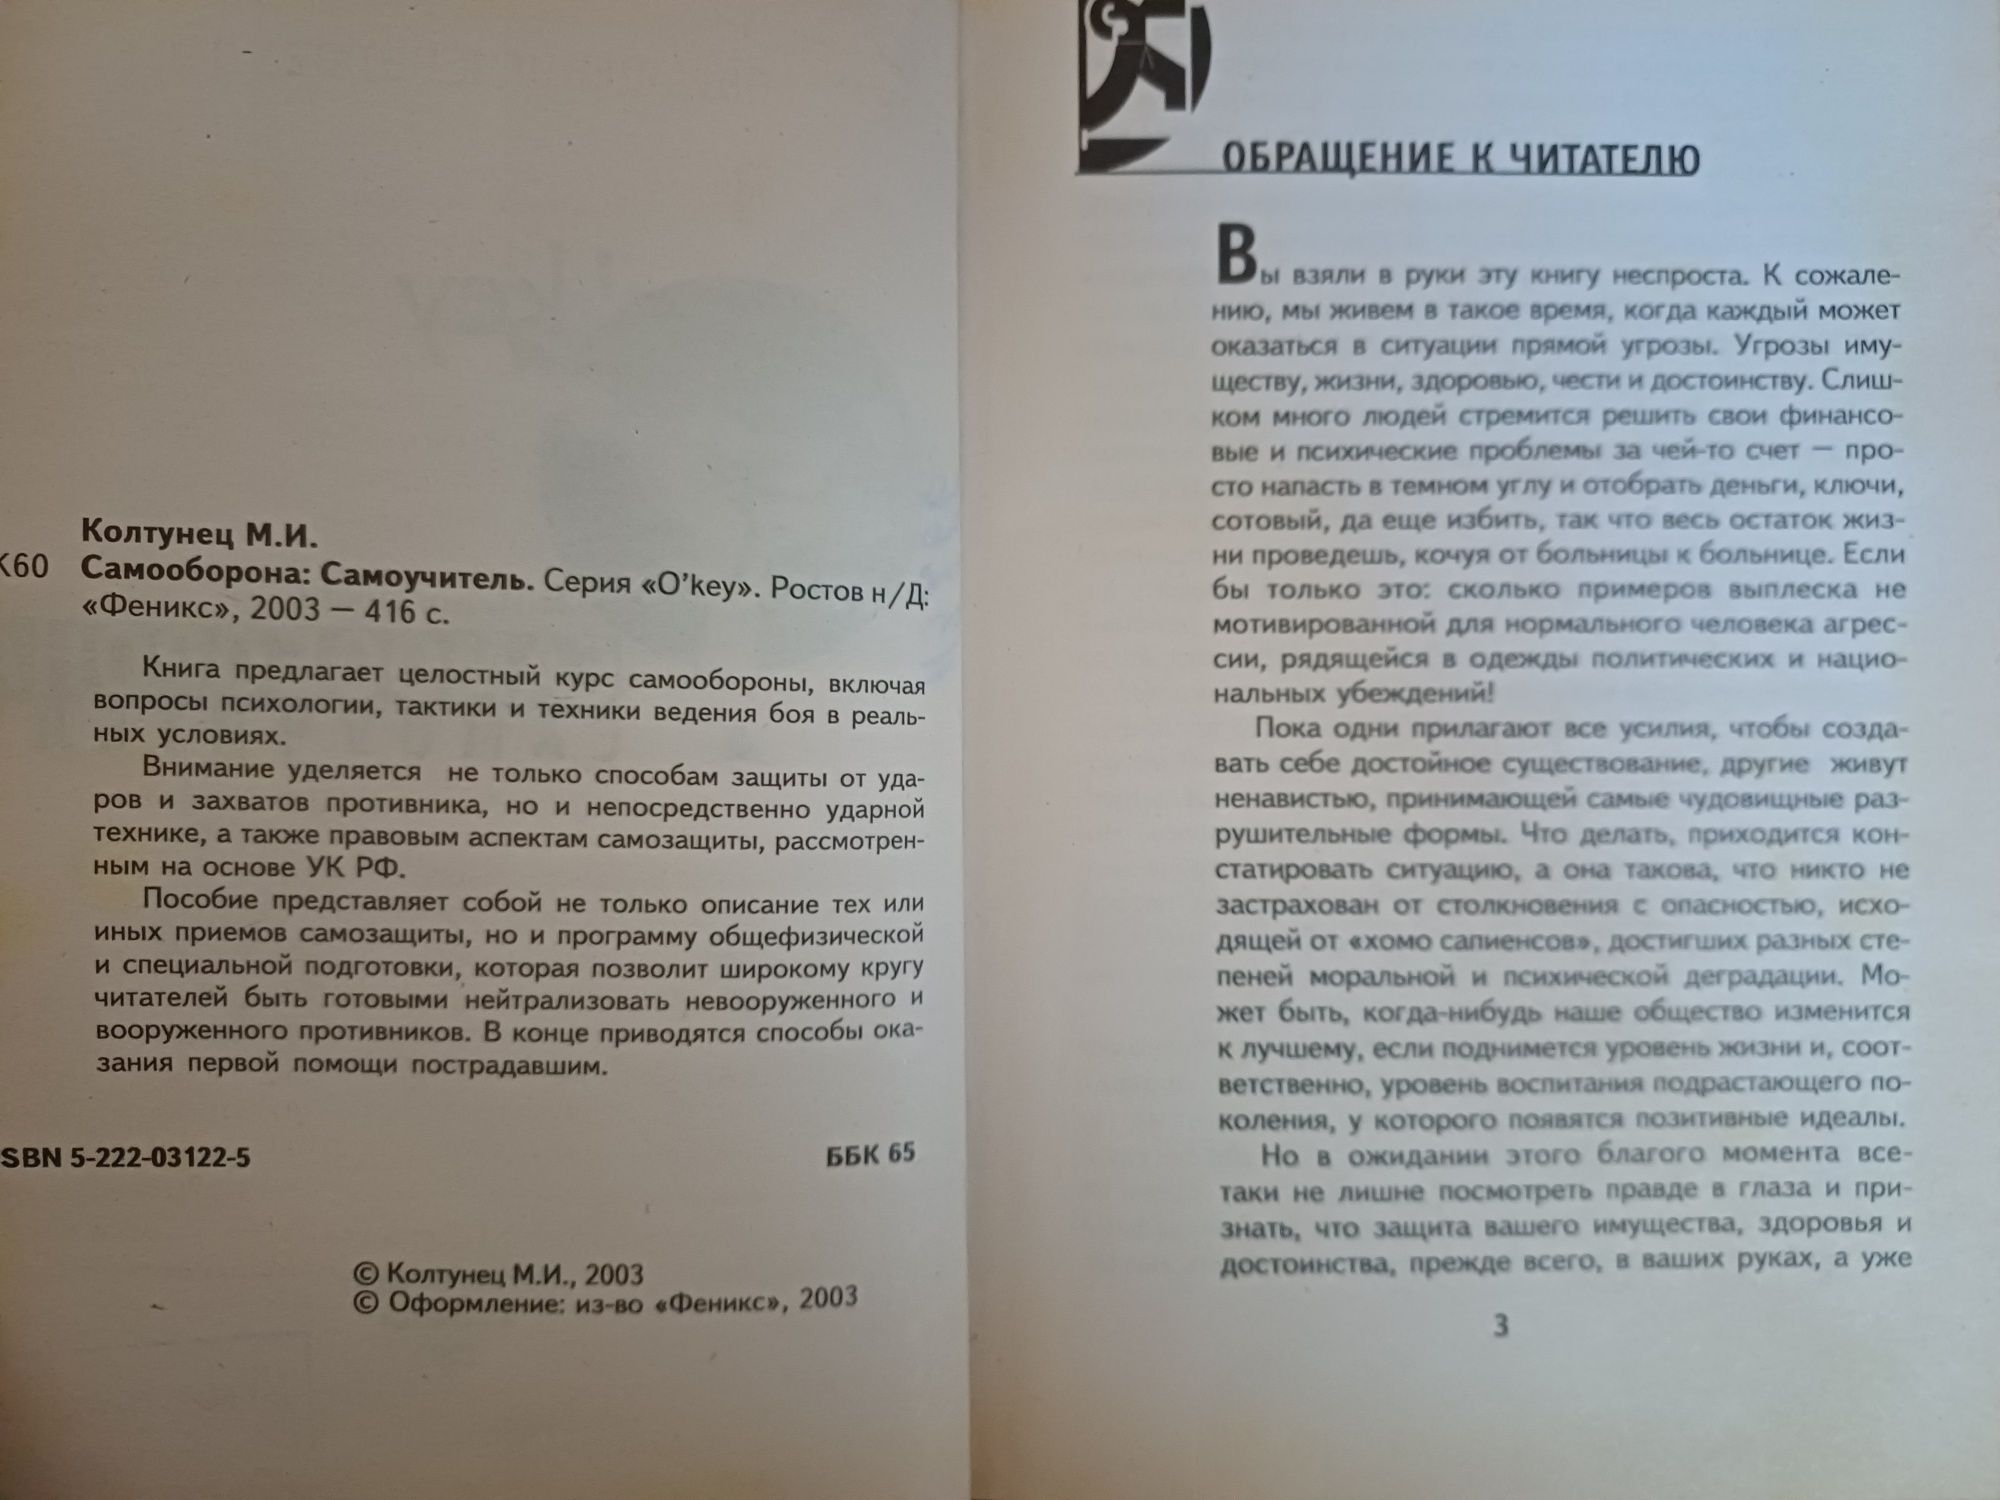 Колтунец М.И.
К60 Самооборона: Самоучитель. Серия «O'key». Ростов н/Д:
«Феникс», 2003 — 416 с.
Книга предлагает целостный курс самообороны, включая
вопросы психологии, тактики и техники ведения боя в реаль-
ных условиях.
Внимание уделяется не только способам защиты от уда-
ров и захватов противника, но и непосредственно ударной
технике, а также правовым аспектам самозащиты, рассмотрен-
ным на основе УК РФ.
Пособие представляет собой не только описание тех или
иных приемов самозащиты, но и программу общефизической
и специальной подготовки, которая позволит широкому кругу
читателей быть готовыми нейтрализовать невооруженного и
вооруженного противников. В конце приводятся способы ока-
зания первой помощи пострадавшим.
SBN 5-222-03122-5 ББК 65
© Колтунец М.И., 2003
© Оформление: из-во «Феникс», 2003
ОБРАЩЕНИЕ К ЧИТАТЕЛЮ
Вы взяли в руки эту книгу неспроста. К сожале-
нию, мы живем в такое время, когда каждый может
оказаться в ситуации прямой угрозы. Угрозы иму-
ществу, жизни, здоровью, чести и достоинству. Слиш-
ком много людей стремится решить свои финансо-
вые и психические проблемы за чей-то счет — про-
сто напасть в темном углу и отобрать деньги, ключи,
сотовый, да еще избить, так что весь остаток жиз-
ни проведешь, кочуя от больницы к больнице. Если
бы только это: сколько примеров выплеска не
мотивированной для нормального человека агрес-
сии, рядящейся в одежды политических и нацио-
нальных убеждений!
Пока одни прилагают все усилия, чтобы созда-
вать себе достойное существование, другие живут
ненавистью, принимающей самые чудовищные раз-
рушительные формы. Что делать, приходится кон-
статировать ситуацию, а она такова, что никто не
застрахован от столкновения с опасностью, исхо-
дящей от «хомо сапиенсов», достигших разных сте-
пеней моральной и психической деградации. Мо-
жет быть, когда-нибудь наше общество изменится
к лучшему, если поднимется уровень жизни и, соот-
ветственно, уровень воспитания подрастающего по-
коления, у которого появятся позитивные идеалы.
Но в ожидании этого благого момента все-
таки не лишне посмотреть правде в глаза и при-
знать, что защита вашего имущества, здоровья и
достоинства, прежде всего, в ваших руках, а уже
3